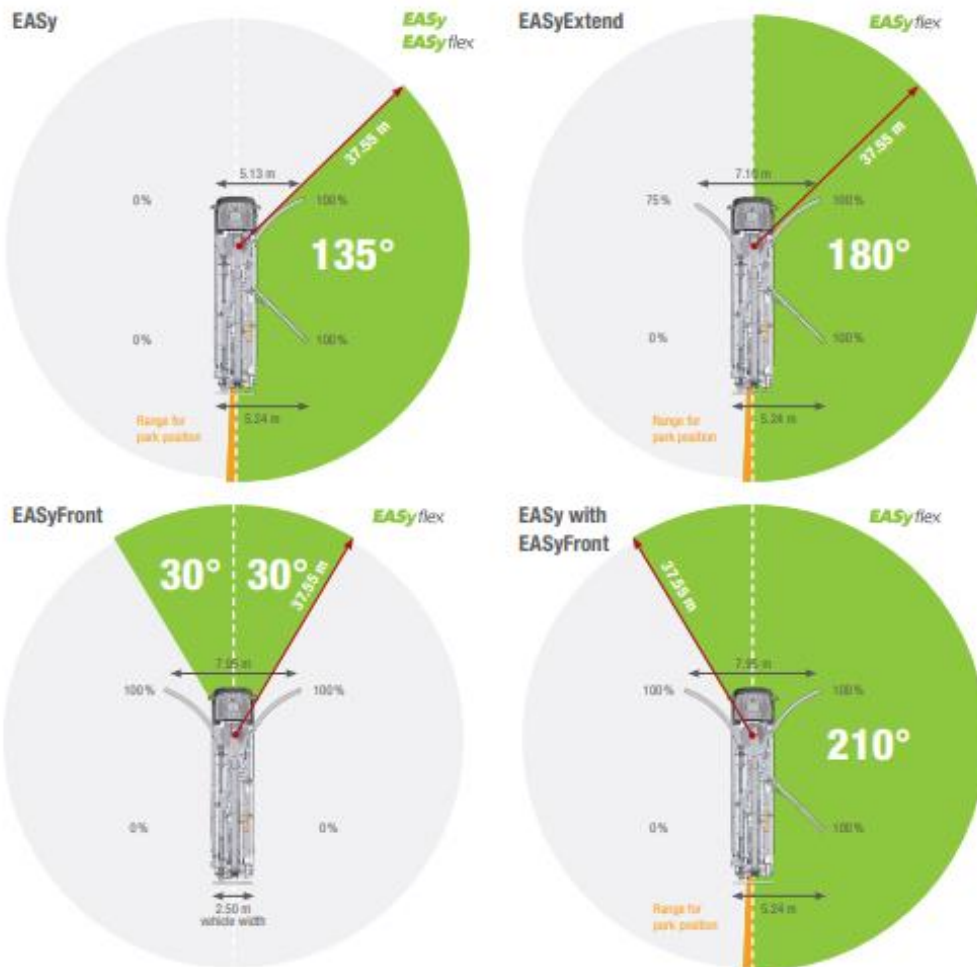 EASy
EASy
EASyflex
37.55 m
5.13 m
0%
100%
135°
0%
100%
Range for
park position
5.24 m
EASyExtend
EASyflex
37.55 m
75%
100%
180°
0%
100%
Range for
park position
5.24 m
EASyFront
EASyflex
30°
30°
37.55 m
7.95 m
100%
100%
0%
0%
2.50 m
vehicle width
EASy with
EASyFront
EASyflex
37.55 m
7.95 m
100%
100%
210°
0%
100%
Range for
park position
5.24 m